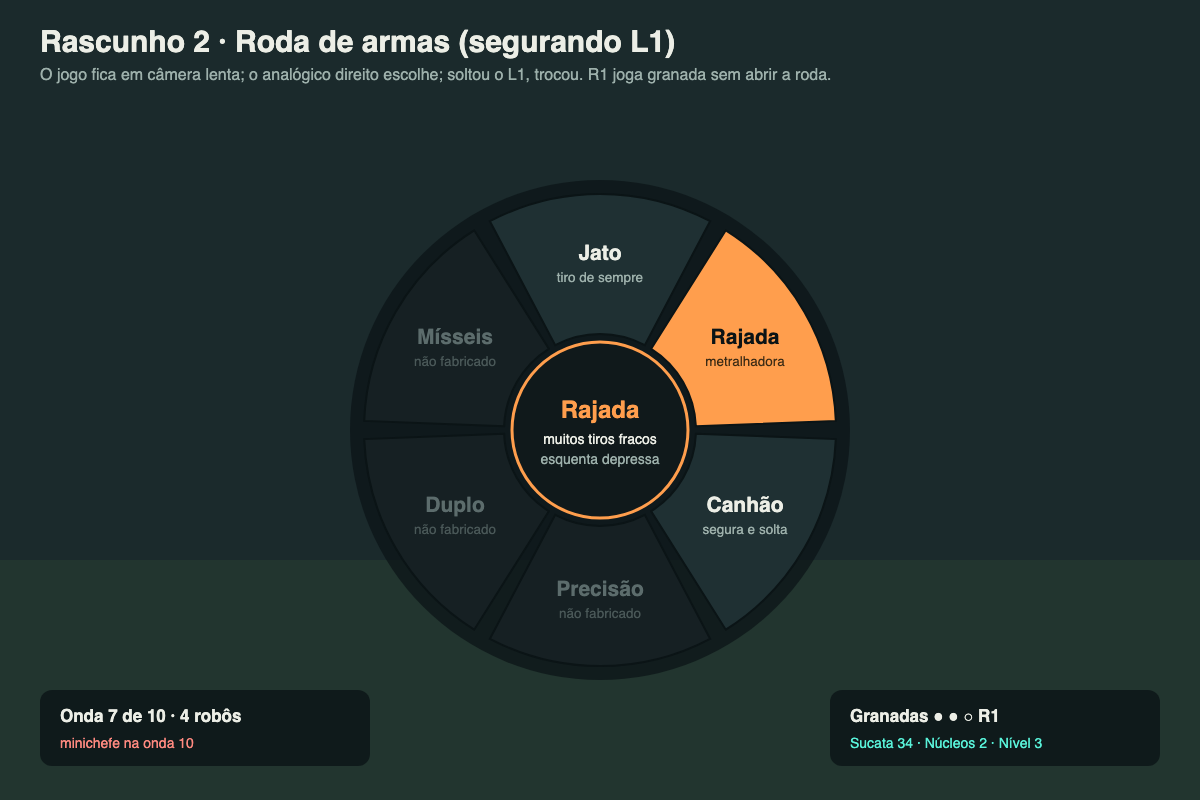 Rascunho 2 · Roda de armas (segurando L1)
O jogo fica em câmera lenta; o analógico direito escolhe; soltou o L1, trocou. R1 joga granada sem abrir a roda.
Jato
tiro de sempre
Mísseis
não fabricado
Rajada
metralhadora
Rajada
muitos tiros fracos
esquenta depressa
Duplo
não fabricado
Canhão
segura e solta
Precisão
não fabricado
Onda 7 de 10 · 4 robôs
minichefe na onda 10
Granadas ● ● ○ R1
Sucata 34 · Núcleos 2 · Nível 3